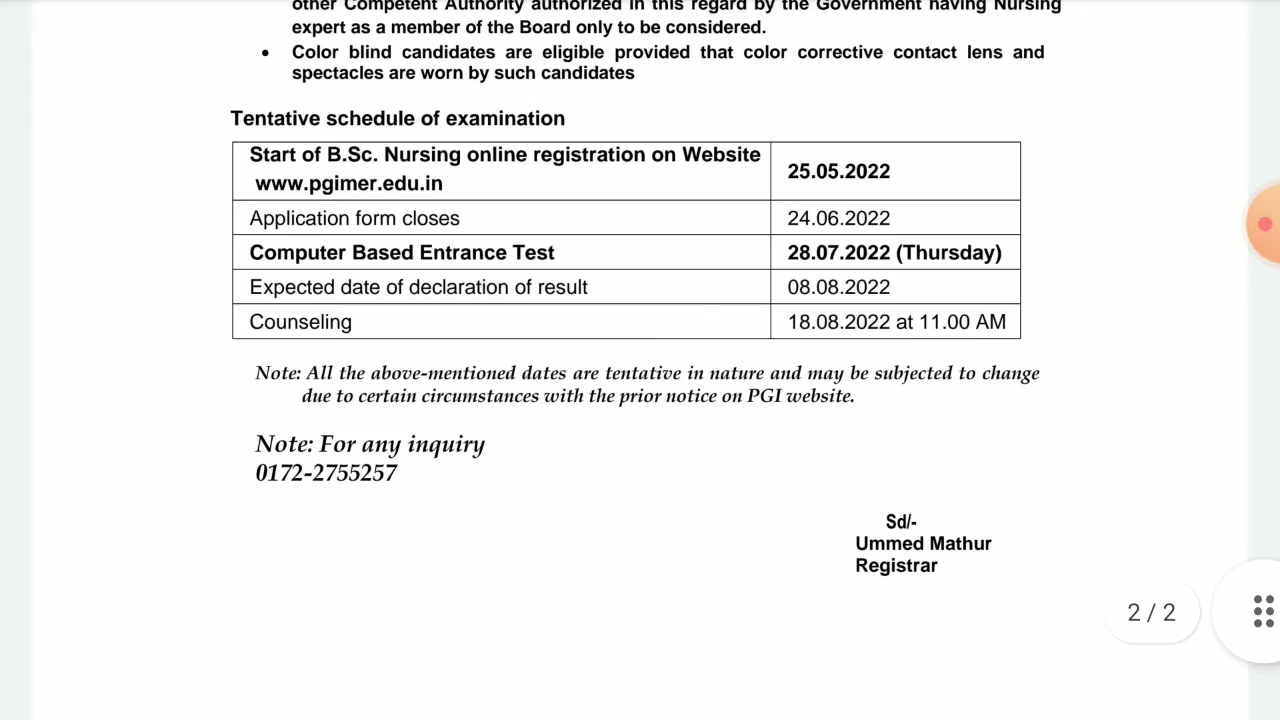 other Competent Authority authorized in this regard by the Government having Nursing
expert as a member of the Board only to be considered.
• Color blind candidates are eligible provided that color corrective contact lens and
spectacles are worn by such candidates
Tentative schedule of examination
Start of B.Sc. Nursing online registration on Website
www.pgimer.edu.in
25.05.2022
Application form closes 24.06.2022
Computer Based Entrance Test 28.07.2022 (Thursday)
Expected date of declaration of result 08.08.2022
Counseling 18.08.2022 at 11.00 AM
Note: All the above-mentioned dates are tentative in nature and may be subjected to change
due to certain circumstances with the prior notice on PGI website.
Note: For any inquiry
0172-2755257
Sd/-
Ummed Mathur
Registrar
2 / 2